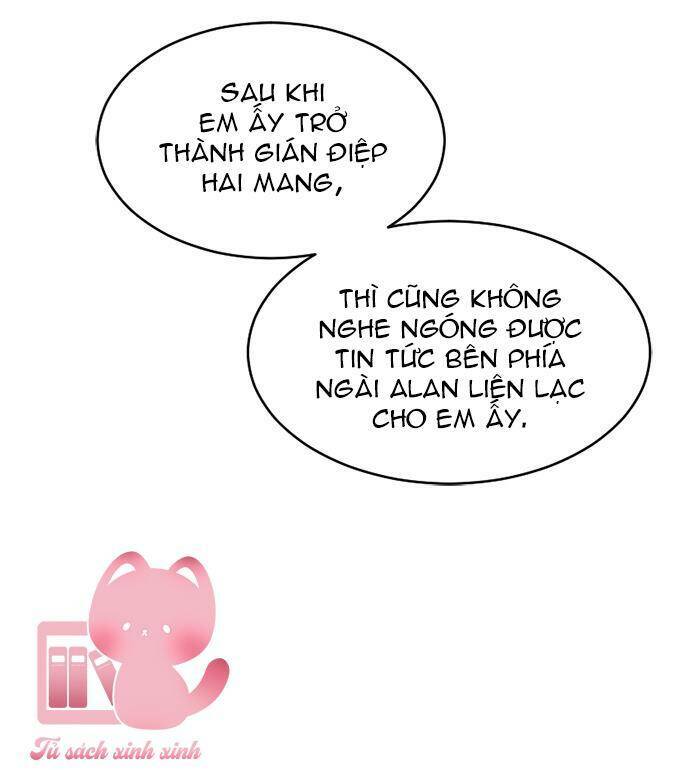 SAU KHI
EM ẤY TRỞ
THÀNH GIÁN ĐIỆP
HAI MANG,
THÌ CŨNG KHÔNG
NGHE NGÓNG ĐƯỢC
TIN TỨC BÊN PHÍA
NGÀI ALAN LIÊN LẠC
CHO EM ẤY.
Tủ sách xinh xinh